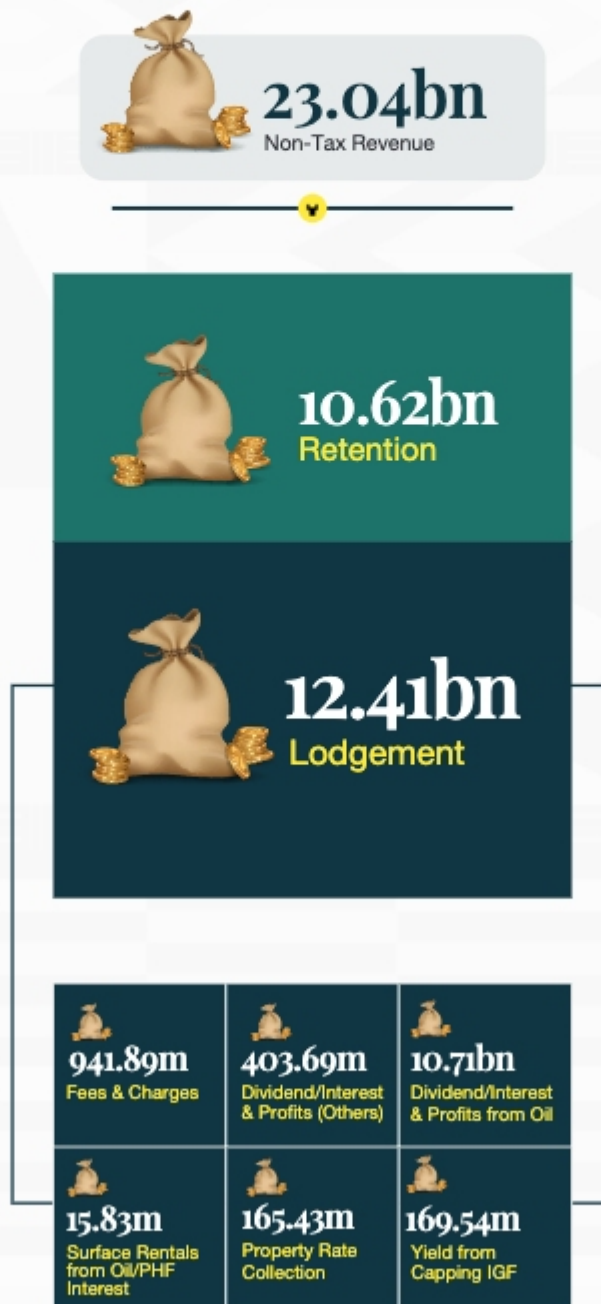 23.04bn
Non-Tax Revenue
10.62bn
Retention
12.41bn
Lodgement
941.89m
Fees & Charges
403.69m
Dividend/Interest
& Profits (Others)
10.71bn
Dividend/Interest
& Profits from Oil
15.83m
Surface Rentals
from Oil/PHF
Interest
165.43m
Property Rate
Collection
169.54m
Yield from
Capping IGF